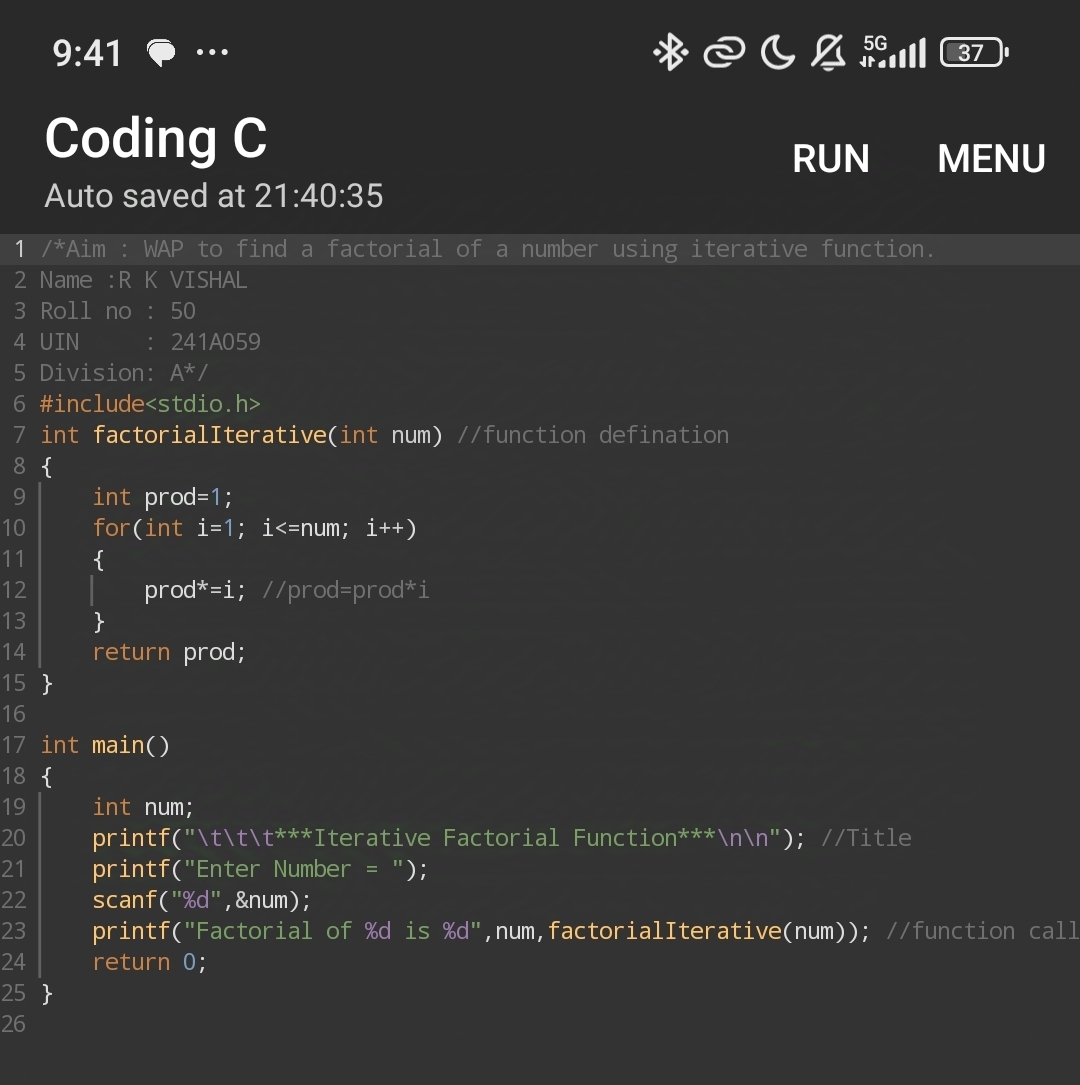 9:41 ... 5G 37
Coding C
RUN MENU
Auto saved at 21:40:35
1 /*Aim : WAP to find a factorial of a number using iterative function.
2 Name :R K VISHAL
3 Roll no : 50
4 UIN     : 241A059
5 Division: A*/
6 #include<stdio.h>
7 int factorialIterative(int num) //function defination
8 {
9     int prod=1;
10     for(int i=1; i<=num; i++)
11     {
12         prod*=i; //prod=prod*i
13     }
14     return prod;
15 }
16
17 int main()
18 {
19     int num;
20     printf("\t\t\t***Iterative Factorial Function***\n\n"); //Title
21     printf("Enter Number = ");
22     scanf("%d",&num);
23     printf("Factorial of %d is %d",num,factorialIterative(num)); //function call
24     return 0;
25 }
26